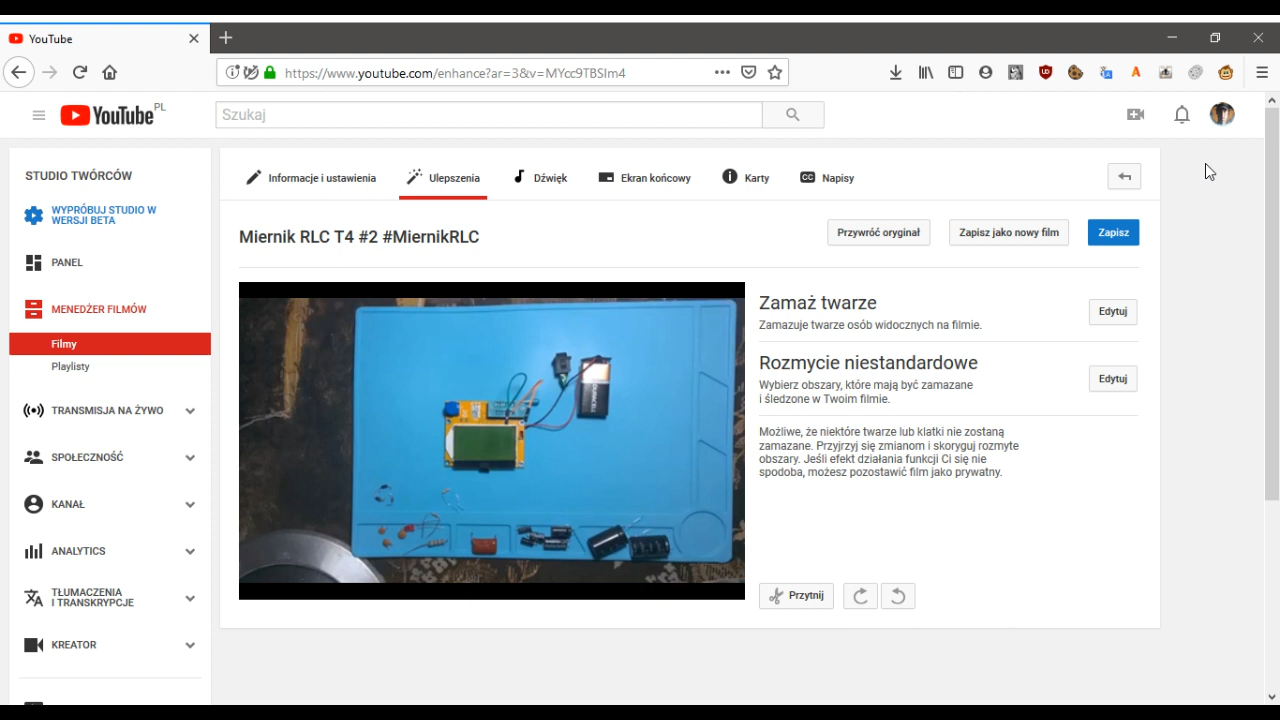 YouTube
https://www.youtube.com/enhance?ar=3&v=MYcc9TBSIm4
YouTube PL
Szukaj
STUDIO TWÓRCÓW
WYPRÓBUJ STUDIO W
WERSJI BETA
PANEL
MENEDŻER FILMÓW
Filmy
Playlisty
TRANSMISJA NA ŻYWO
SPOŁECZNOŚĆ
KANAŁ
ANALYTICS
TŁUMACZENIA
I TRANSKRYPCJE
KREATOR
Informacje i ustawienia
Ulepszenia
Dźwięk
Ekran końcowy
Karty
CC Napisy
Miernik RLC T4 #2 #MiernikRLC
Przywróć oryginał
Zapisz jako nowy film
Zapisz
Zamaż twarze
Zamazuje twarze osób widocznych na filmie.
Edytuj
Rozmycie niestandardowe
Wybierz obszary, które mają być zamazane
i śledzone w Twoim filmie.
Edytuj
Możliwe, że niektóre twarze lub klatki nie zostaną
zamazane. Przyjrzyj się zmianom i skoryguj rozmyte
obszary. Jeśli efekt działania funkcji Ci się nie
spodoba, możesz pozostawić film jako prywatny.
Przytnij